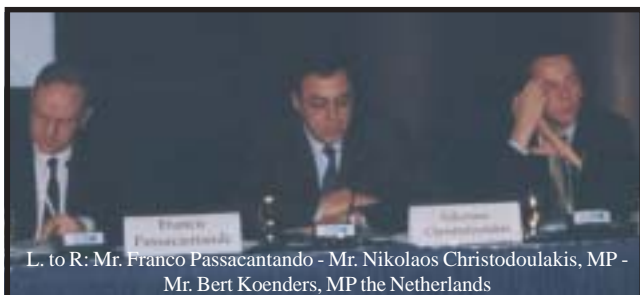 Franco
Passacantando
Nikolaos
Christodoulakis
L. to R: Mr. Franco Passacantando - Mr. Nikolaos Christodoulakis, MP -
Mr. Bert Koenders, MP the Netherlands